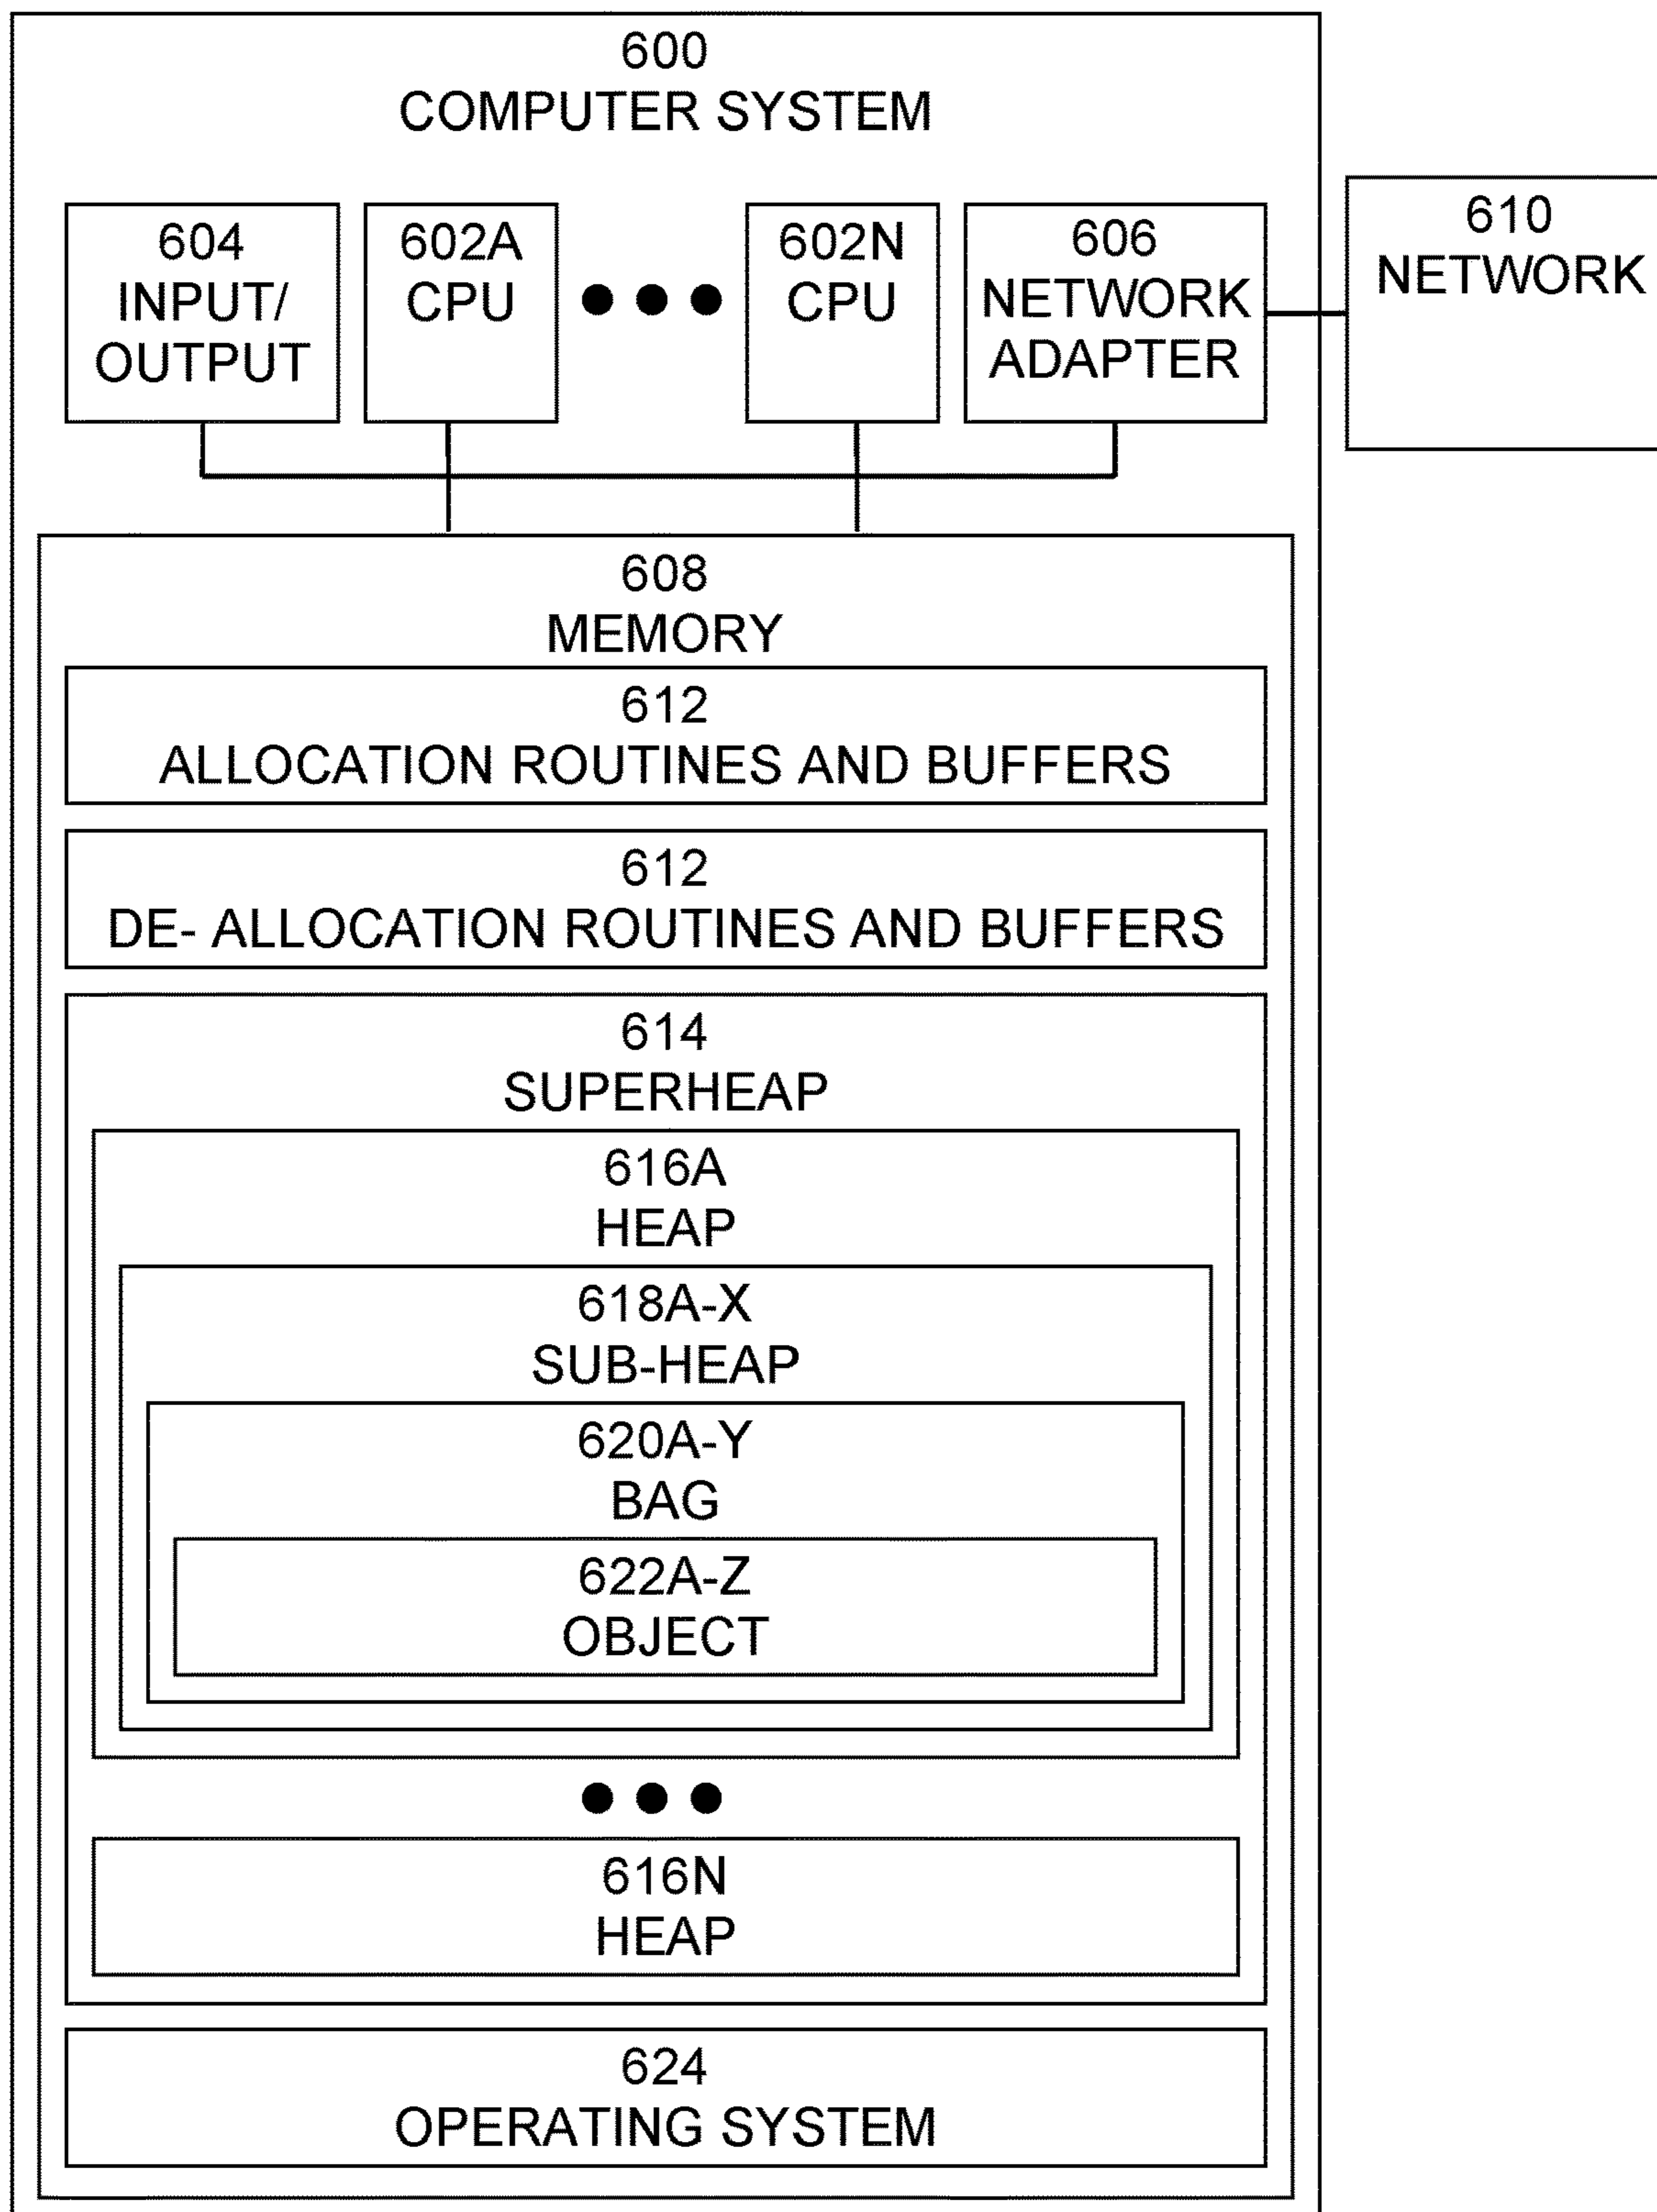 600
COMPUTER SYSTEM
604
INPUT/
OUTPUT
602A
CPU
602N
CPU
606
NETWORK
ADAPTER
610
NETWORK
608
MEMORY
612
ALLOCATION ROUTINES AND BUFFERS
612
DE- ALLOCATION ROUTINES AND BUFFERS
614
SUPERHEAP
616A
HEAP
618A-X
SUB-HEAP
620A-Y
BAG
622A-Z
OBJECT
616N
HEAP
624
OPERATING SYSTEM